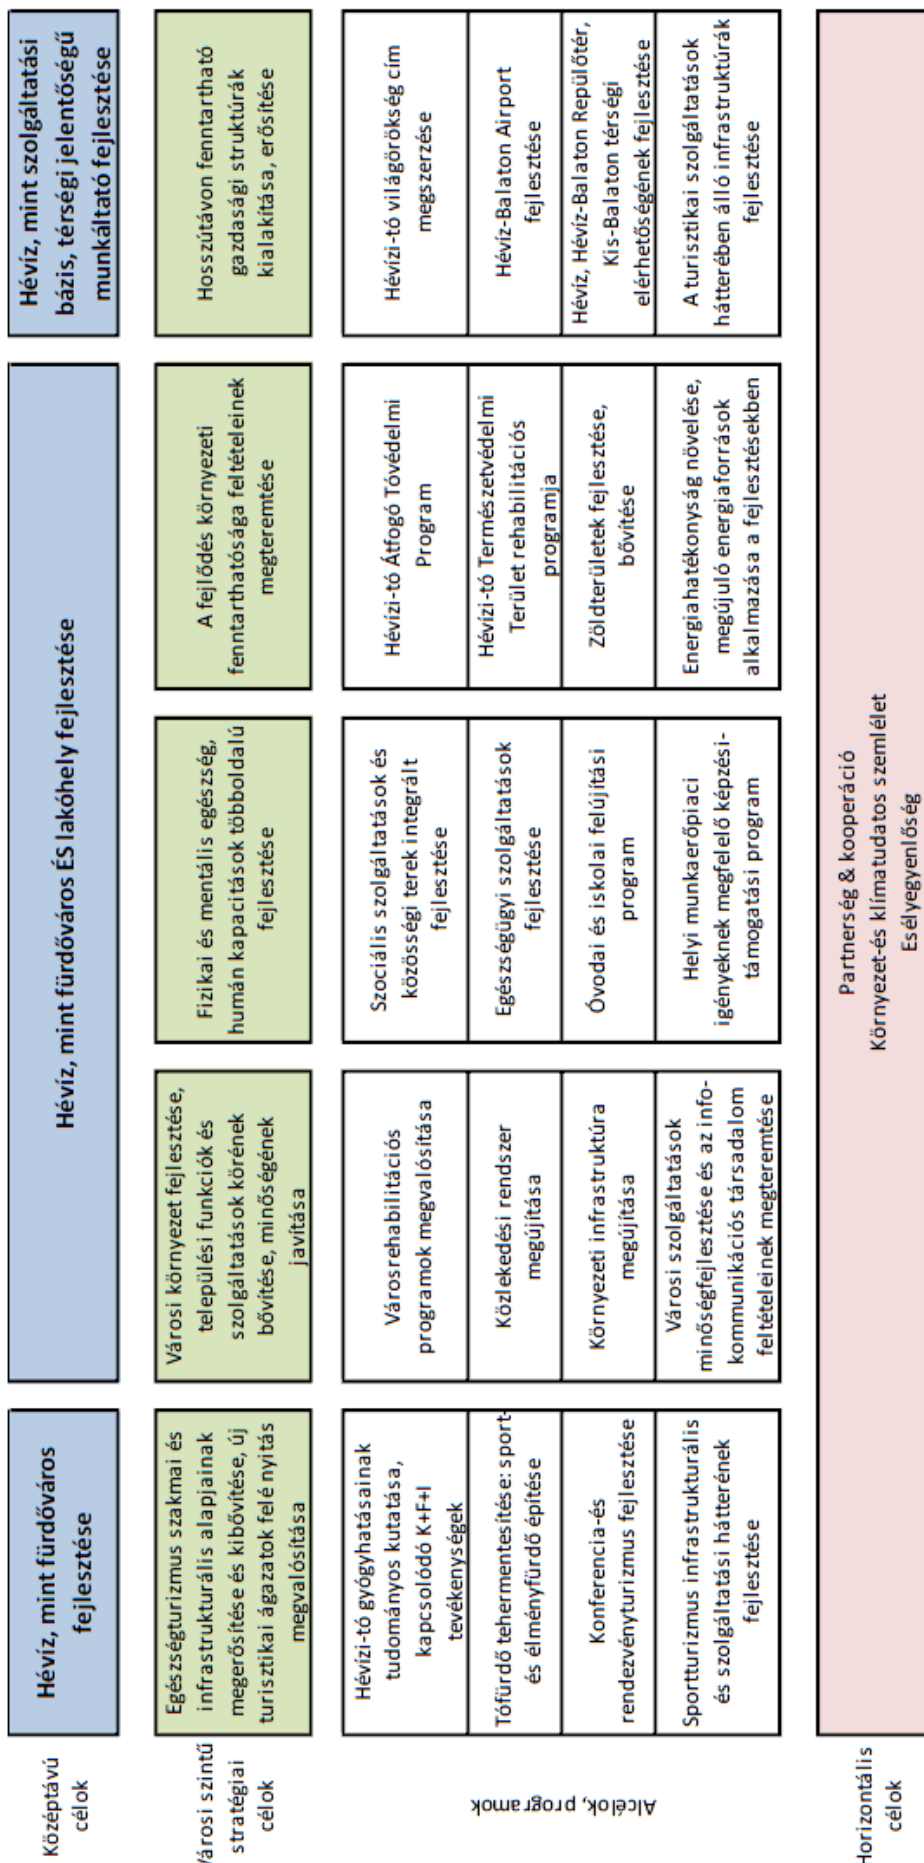 Középtávú
célok
Hévíz, mint fürdőváros
fejlesztése
Hévíz, mint fürdőváros ÉS lakóhely fejlesztése
Hévíz, mint szolgáltatási
bázis, térségi jelentőségű
munkáltató fejlesztése
Városi szintű
stratégiai
célok
Egészségturizmus szakmai és
infrastrukturális alapjainak
megerősítése és kibővítése, új
turisztikai ágazatok felé nyitás
megvalósítása
Városi környezet fejlesztése,
települési funkciók és
szolgáltatások körének
bővítése, minőségének
javítása
Fizikai és mentális egészség,
humán kapacitások többoldalú
fejlesztése
A fejlődés környezeti
fenntarthatósága feltételeinek
megteremtése
Hosszútávon fenntartható
gazdasági struktúrák
kialakítása, erősítése
Alcélok, programok
Hévízi-tó gyógyhatásainak
tudományos kutatása,
kapcsolódó K+F+I
tevékenységek
Városrehabilitációs
programok megvalósítása
Szociális szolgáltatások és
közösségi terek integrált
fejlesztése
Hévízi-tó Átfogó Tóvédelmi
Program
Hévízi-tó világörökség cím
megszerzése
Tófürdő tehermentesítése: sport-
és élményfürdő építése
Közlekedési rendszer
megújítása
Egészségügyi szolgáltatások
fejlesztése
Hévízi-tó Természetvédelmi
Terület rehabilitációs
programja
Hévíz-Balaton Airport
fejlesztése
Konferencia-és
rendezvényturizmus fejlesztése
Környezeti infrastruktúra
megújítása
Óvodai és iskolai felújítási
program
Zöldterületek fejlesztése,
bővítése
Hévíz, Hévíz-Balaton Repülőtér,
Kis-Balaton térségi
elérhetőségének fejlesztése
Sportturizmus infrastrukturális
és szolgáltatási hátterének
fejlesztése
Városi szolgáltatások
minőségfejlesztése és az info-
kommunikációs társadalom
feltételeinek megteremtése
Helyi munkaerőpiaci
igényeknek megfelelő képzési-
támogatási program
Energiahatékonyság növelése,
megújuló energiaforrások
alkalmazása a fejlesztésekben
A turisztikai szolgáltatások
hátterében álló infrastruktúrák
fejlesztése
Horizontális
célok
Partnerség & kooperáció
Környezet-és klímatudatos szemlélet
Esélyegyenlőség